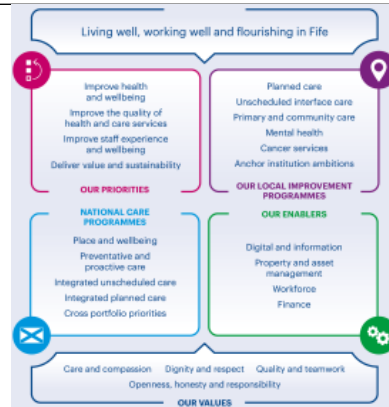 Living well, working well and flourishing in Fife
Improve health
and wellbeing
Improve the quality of
health and care services
Improve staff experience
and wellbeing
Deliver value and sustainability
OUR PRIORITIES
Planned care
Unscheduled interface care
Primary and community care
Mental health
Cancer services
Anchor institution ambitions
OUR LOCAL IMPROVEMENT
PROGRAMMES
NATIONAL CARE
PROGRAMMES
Place and wellbeing
Preventative and
proactive care
Integrated unscheduled care
Integrated planned care
Cross portfolio priorities
OUR ENABLERS
Digital and information
Property and asset
management
Workforce
Finance
Care and compassion Dignity and respect Quality and teamwork
Openness, honesty and responsibility
OUR VALUES